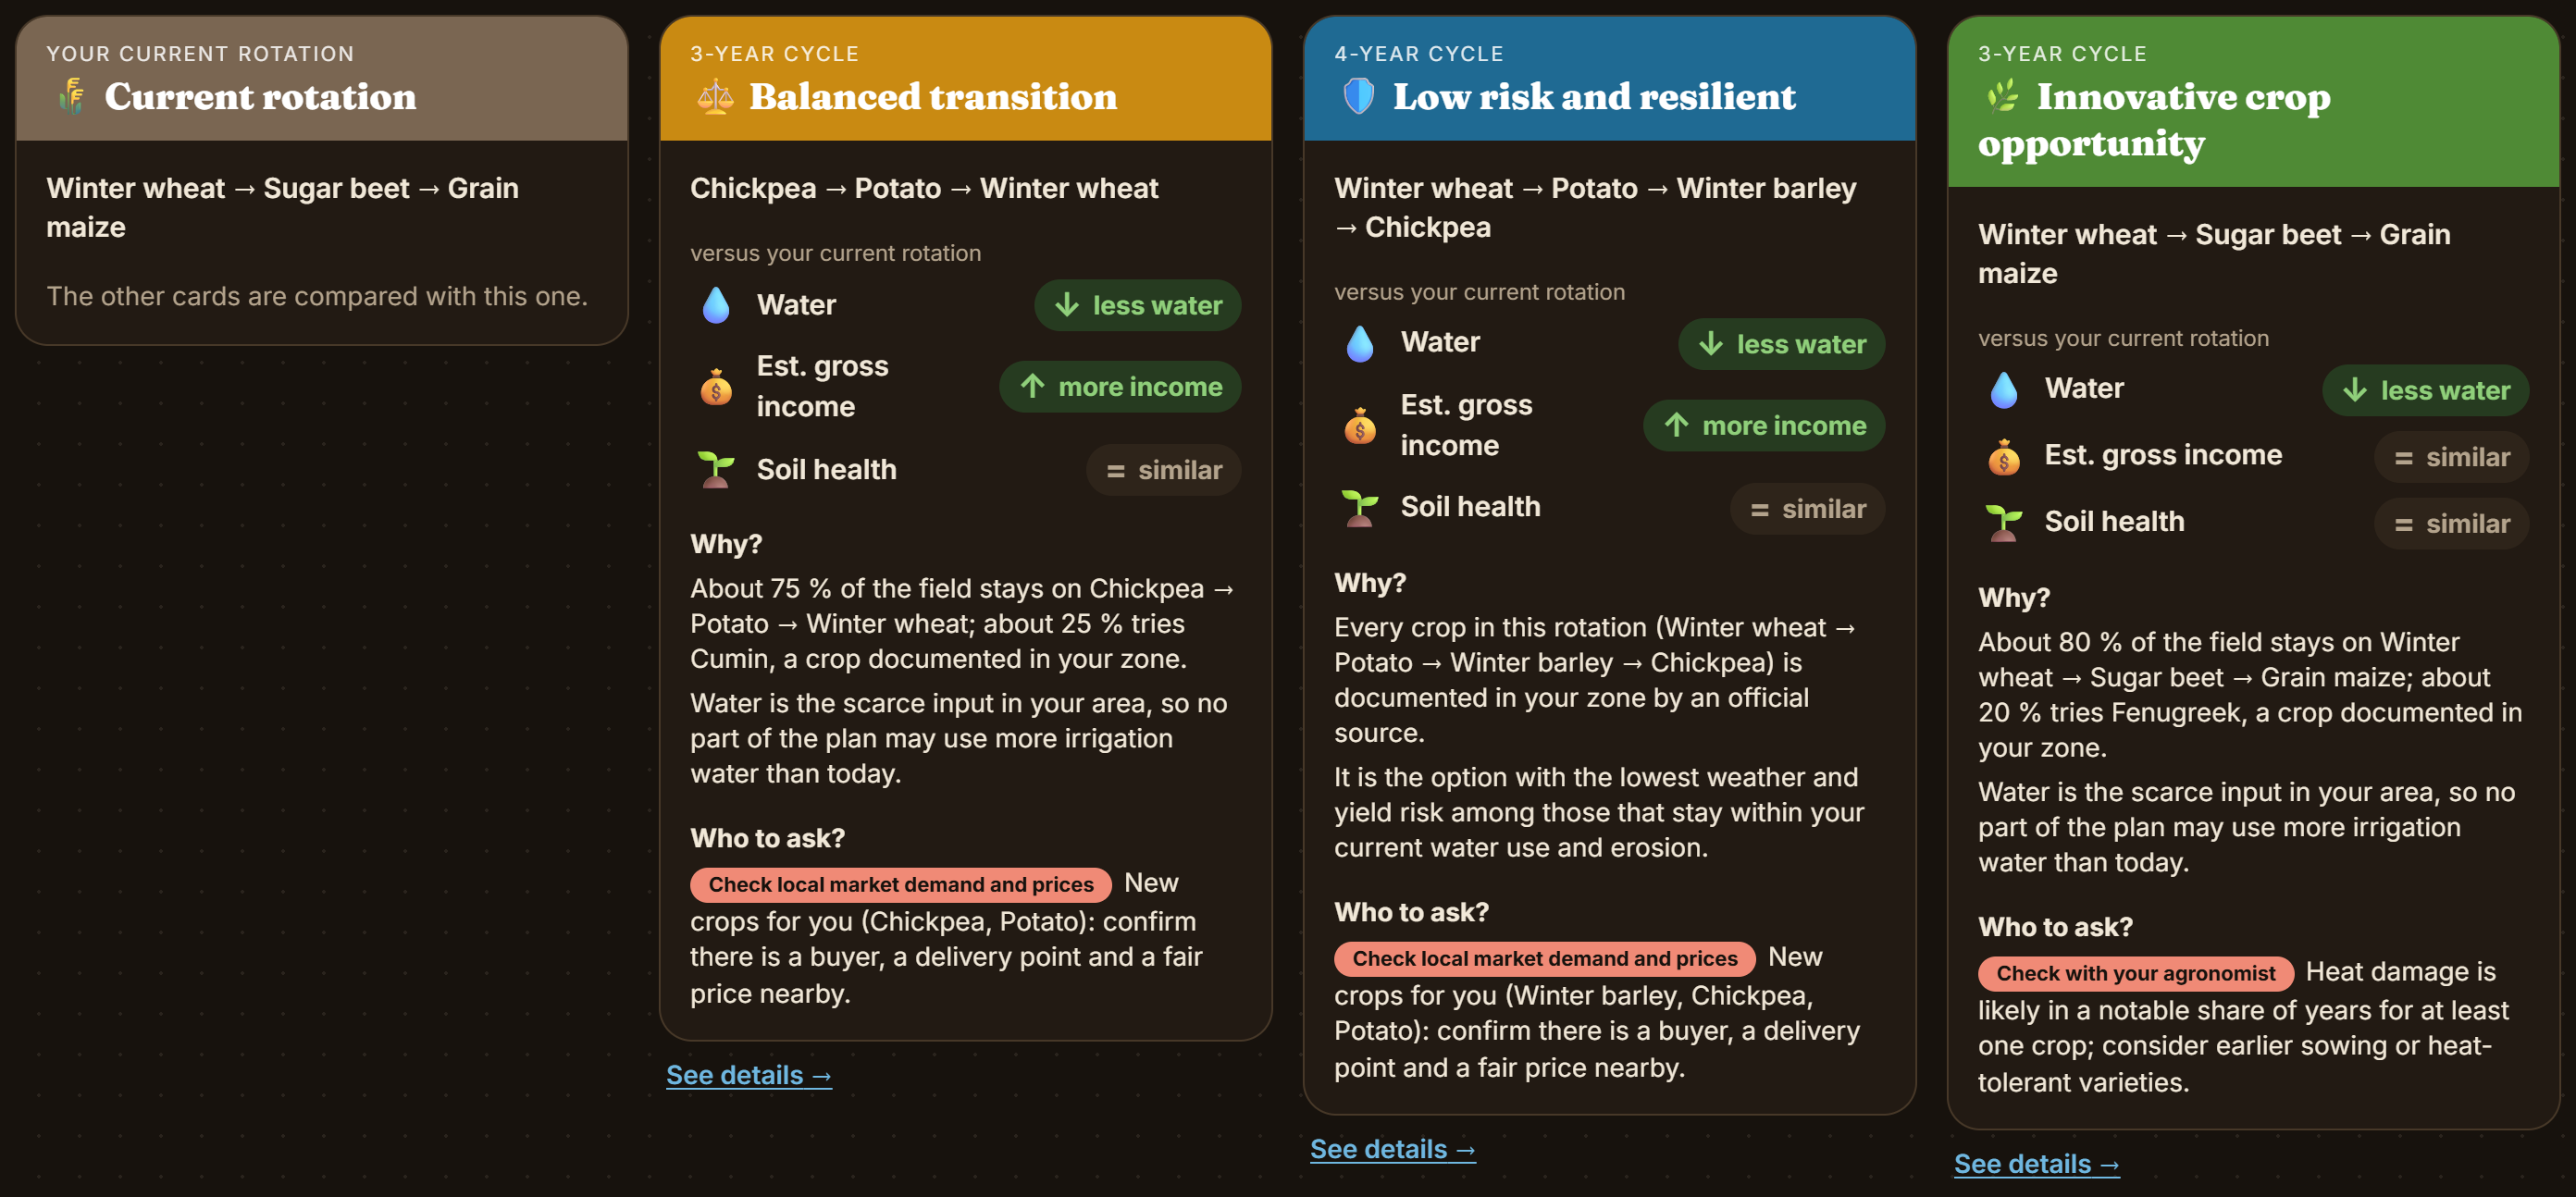 YOUR CURRENT ROTATION
Current rotation
Winter wheat → Sugar beet → Grain
maize
The other cards are compared with this one.
3-YEAR CYCLE
Balanced transition
Chickpea → Potato → Winter wheat
versus your current rotation
Water ↓ less water
Est. gross
income ↑ more income
Soil health = similar
Why?
About 75 % of the field stays on Chickpea →
Potato → Winter wheat; about 25 % tries
Cumin, a crop documented in your zone.
Water is the scarce input in your area, so no
part of the plan may use more irrigation
water than today.
Who to ask?
Check local market demand and prices New
crops for you (Chickpea, Potato): confirm
there is a buyer, a delivery point and a fair
price nearby.
See details →
4-YEAR CYCLE
Low risk and resilient
Winter wheat → Potato → Winter barley
→ Chickpea
versus your current rotation
Water ↓ less water
Est. gross
income ↑ more income
Soil health = similar
Why?
Every crop in this rotation (Winter wheat →
Potato → Winter barley → Chickpea) is
documented in your zone by an official
source.
It is the option with the lowest weather and
yield risk among those that stay within your
current water use and erosion.
Who to ask?
Check local market demand and prices New
crops for you (Winter barley, Chickpea,
Potato): confirm there is a buyer, a delivery
point and a fair price nearby.
See details →
3-YEAR CYCLE
Innovative crop
opportunity
Winter wheat → Sugar beet → Grain
maize
versus your current rotation
Water ↓ less water
Est. gross income = similar
Soil health = similar
Why?
About 80 % of the field stays on Winter
wheat → Sugar beet → Grain maize; about
20 % tries Fenugreek, a crop documented in
your zone.
Water is the scarce input in your area, so no
part of the plan may use more irrigation
water than today.
Who to ask?
Check with your agronomist Heat damage is
likely in a notable share of years for at least
one crop; consider earlier sowing or heat-
tolerant varieties.
See details →